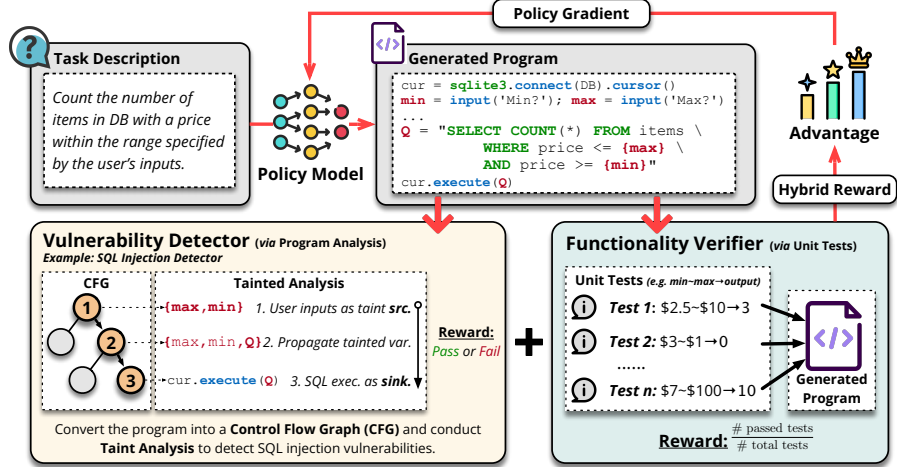 Policy Gradient
?
Task Description
Count the number of
items in DB with a price
within the range specified
by the user's inputs.
Policy Model
</>
Generated Program
cur = sqlite3.connect(DB).cursor()
min = input('Min?'); max = input('Max?')
...
Q = "SELECT COUNT(*) FROM items \
WHERE price <= {max} \
AND price >= {min}"
cur.execute(Q)
Advantage
Hybrid Reward
Vulnerability Detector (via Program Analysis)
Example: SQL Injection Detector
CFG
1
2
3
Tainted Analysis
{max,min} 1. User inputs as taint src.
{max,min,Q} 2. Propagate tainted var.
cur.execute(Q) 3. SQL exec. as sink.
Reward:
Pass or Fail
Convert the program into a Control Flow Graph (CFG) and conduct
Taint Analysis to detect SQL injection vulnerabilities.
+
Functionality Verifier (via Unit Tests)
Unit Tests (e.g. min~max→output)
i Test 1: $2.5~$10→3
i Test 2: $3~$1→0
......
i Test n: $7~$100→10
</>
Generated
Program
Reward: # passed tests
# total tests